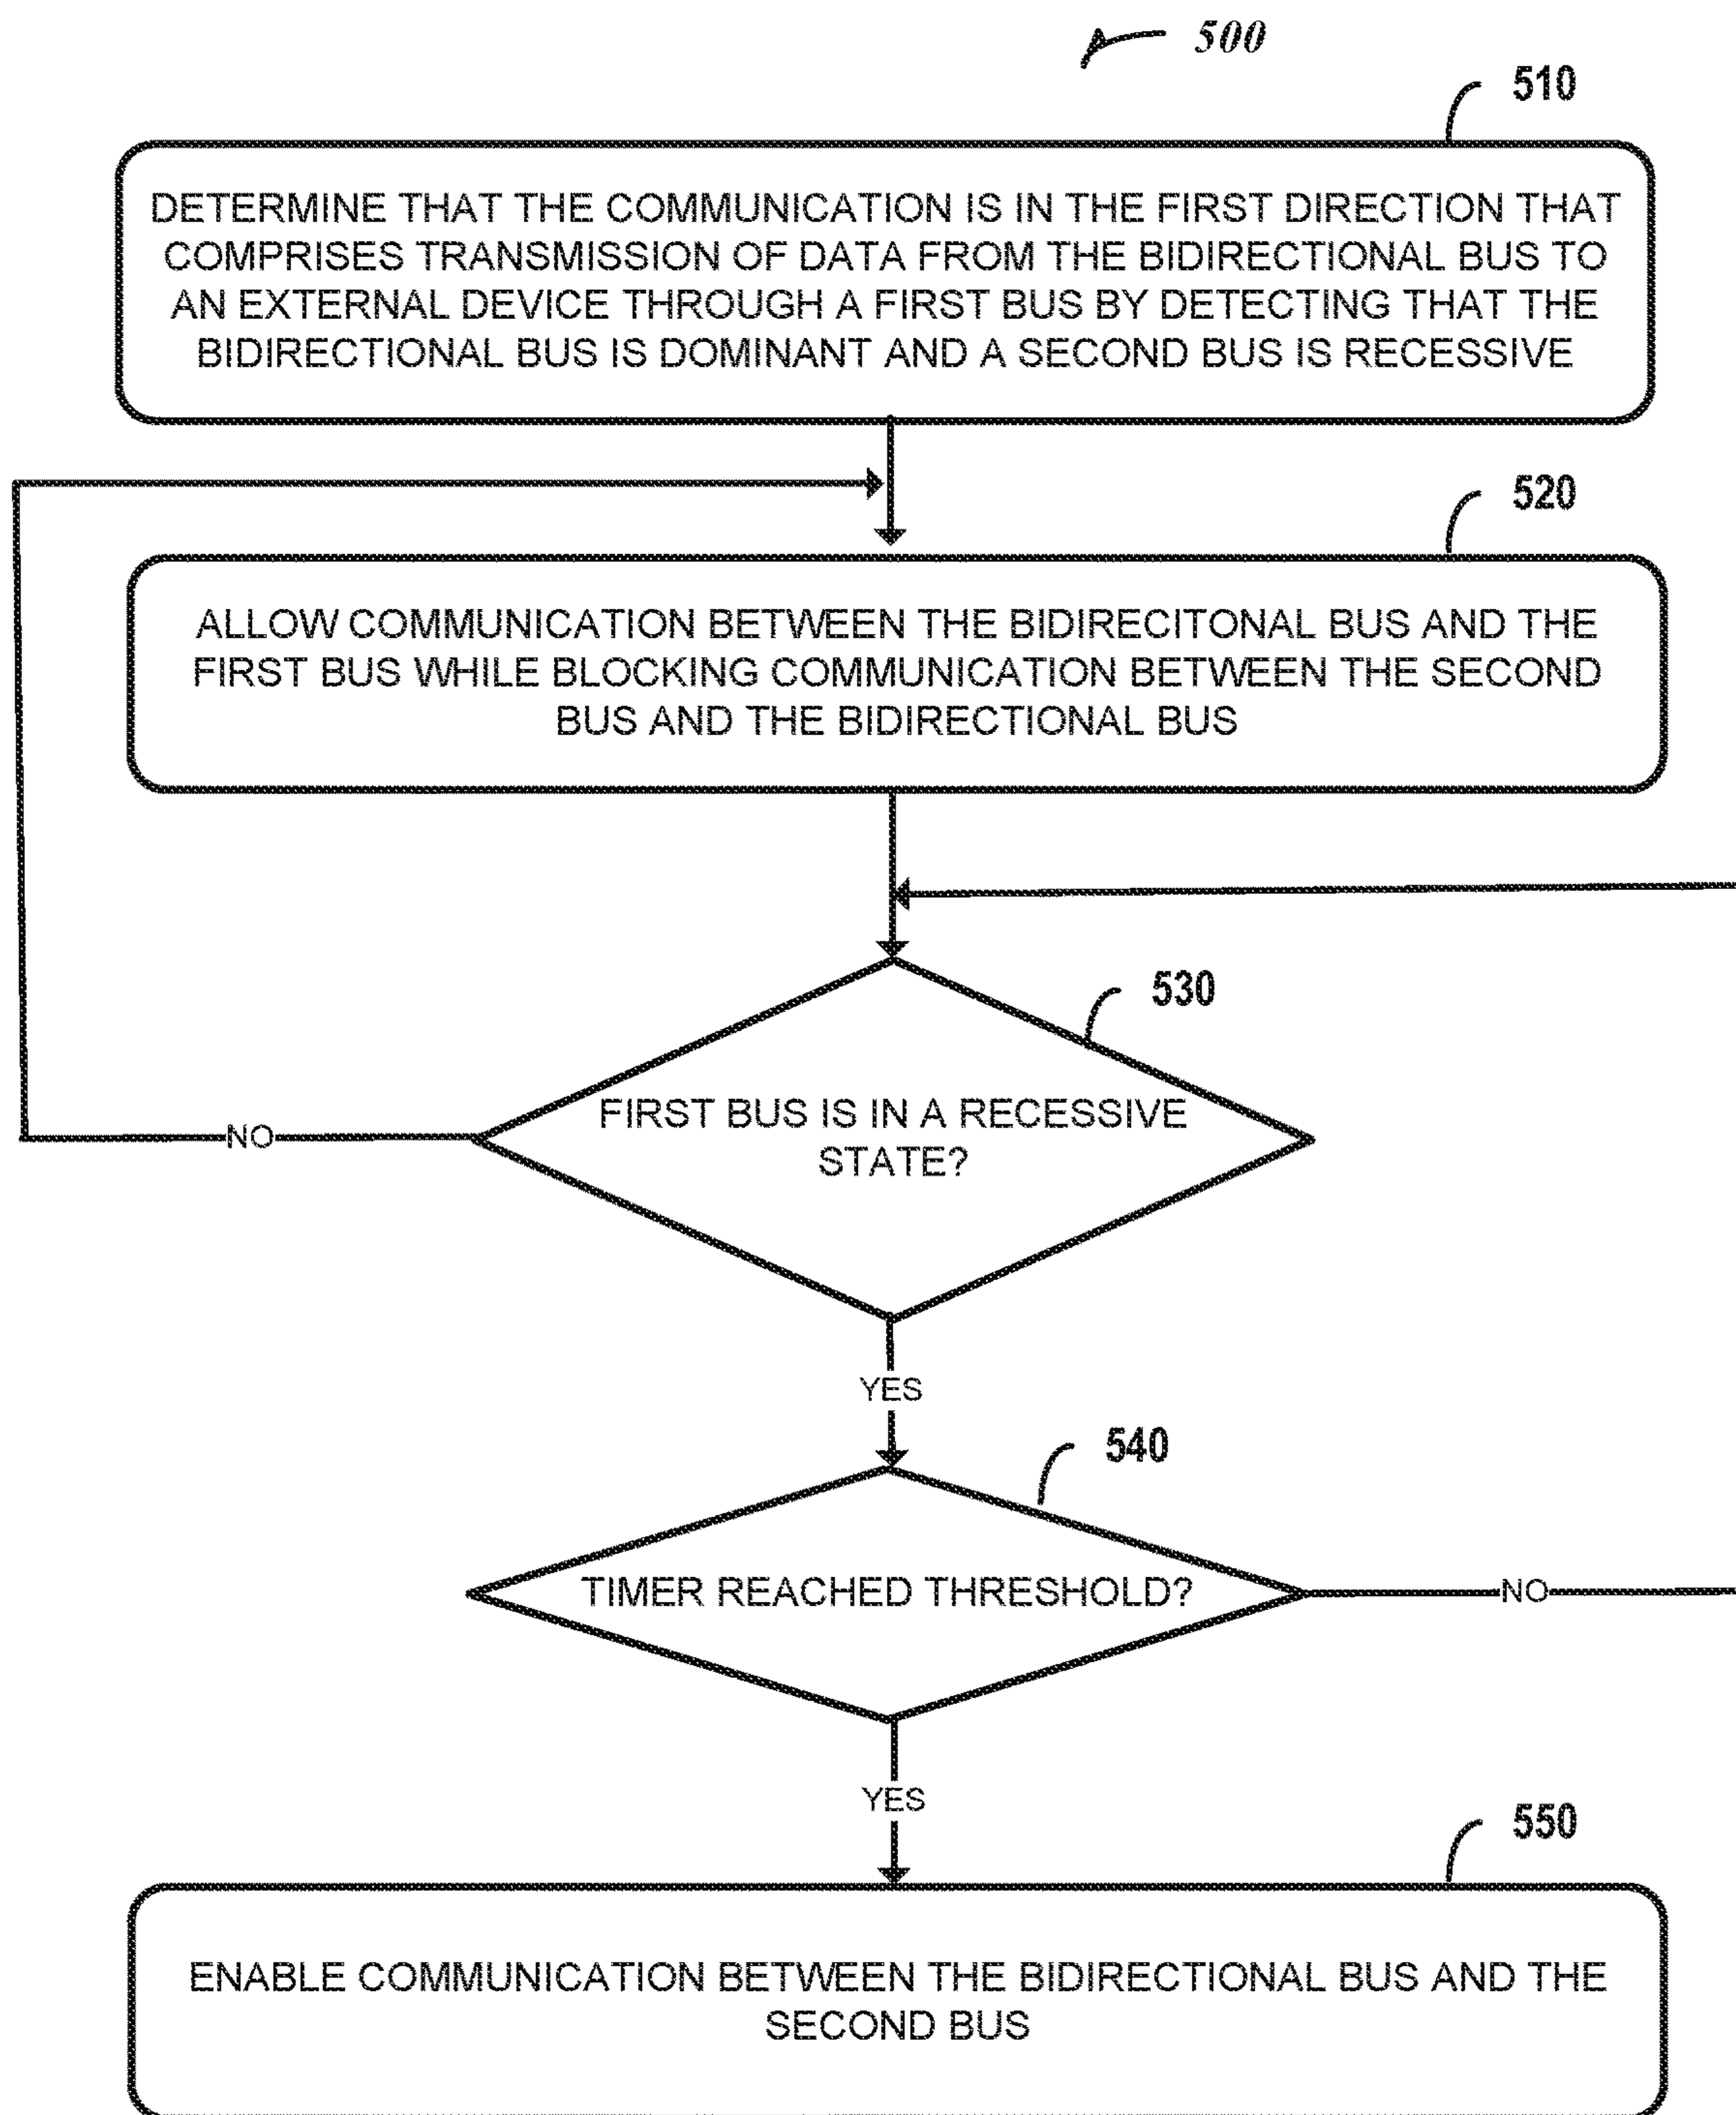 500
510
DETERMINE THAT THE COMMUNICATION IS IN THE FIRST DIRECTION THAT
COMPRISES TRANSMISSION OF DATA FROM THE BIDIRECTIONAL BUS TO
AN EXTERNAL DEVICE THROUGH A FIRST BUS BY DETECTING THAT THE
BIDIRECTIONAL BUS IS DOMINANT AND A SECOND BUS IS RECESSIVE
520
ALLOW COMMUNICATION BETWEEN THE BIDIRECITONAL BUS AND THE
FIRST BUS WHILE BLOCKING COMMUNICATION BETWEEN THE SECOND
BUS AND THE BIDIRECTIONAL BUS
530
FIRST BUS IS IN A RECESSIVE
STATE?
NO
YES
540
TIMER REACHED THRESHOLD?
NO
YES
550
ENABLE COMMUNICATION BETWEEN THE BIDIRECTIONAL BUS AND THE
SECOND BUS